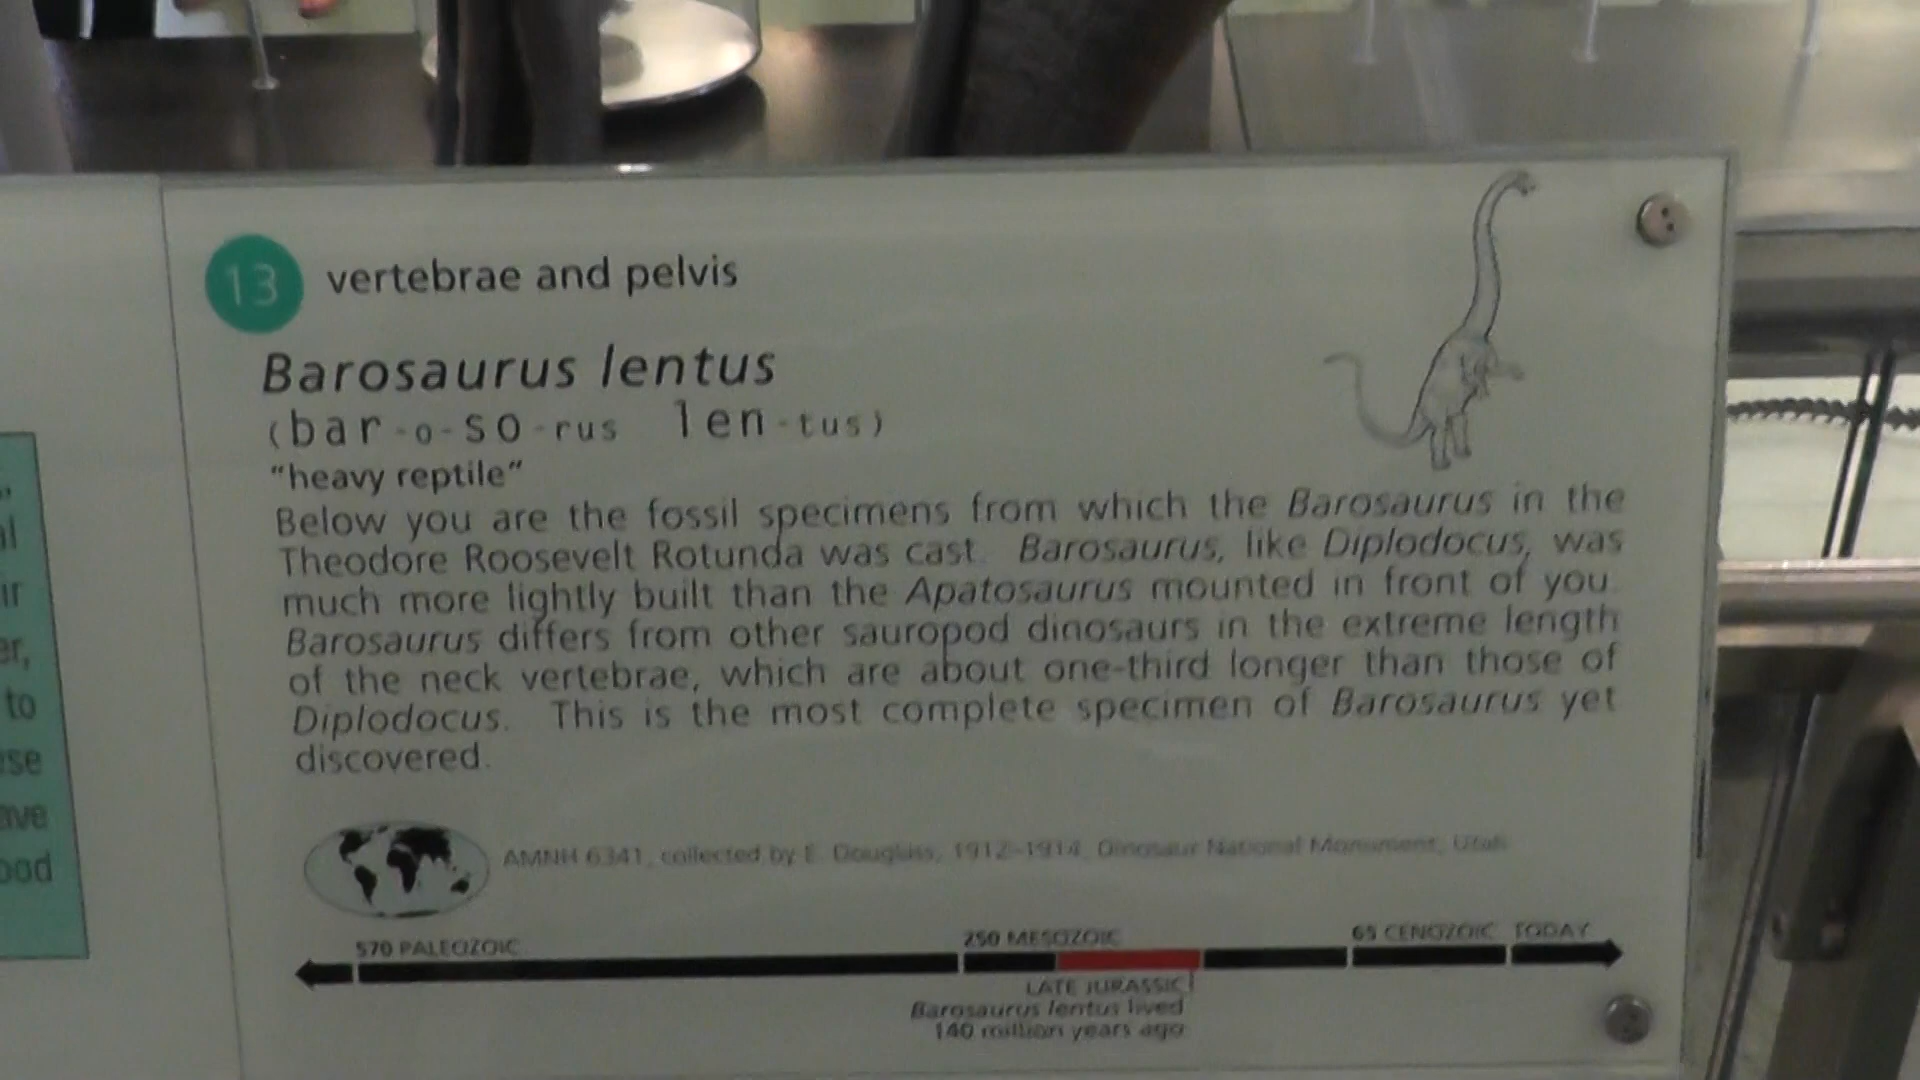 13 vertebrae and pelvis
Barosaurus lentus
(bar-o-so-rus len-tus)
"heavy reptile"
Below you are the fossil specimens from which the Barosaurus in the
Theodore Roosevelt Rotunda was cast. Barosaurus, like Diplodocus, was
much more lightly built than the Apatosaurus mounted in front of you.
Barosaurus differs from other sauropod dinosaurs in the extreme length
of the neck vertebrae, which are about one-third longer than those of
Diplodocus. This is the most complete specimen of Barosaurus yet
discovered.
AMNH 6341, collected by E. Douglass, 1912-1914, Dinosaur National Monument, Utah
570 PALEOZOIC 250 MESOZOIC 65 CENOZOIC TODAY
LATE JURASSIC
Barosaurus lentus lived
140 million years ago
to
ood